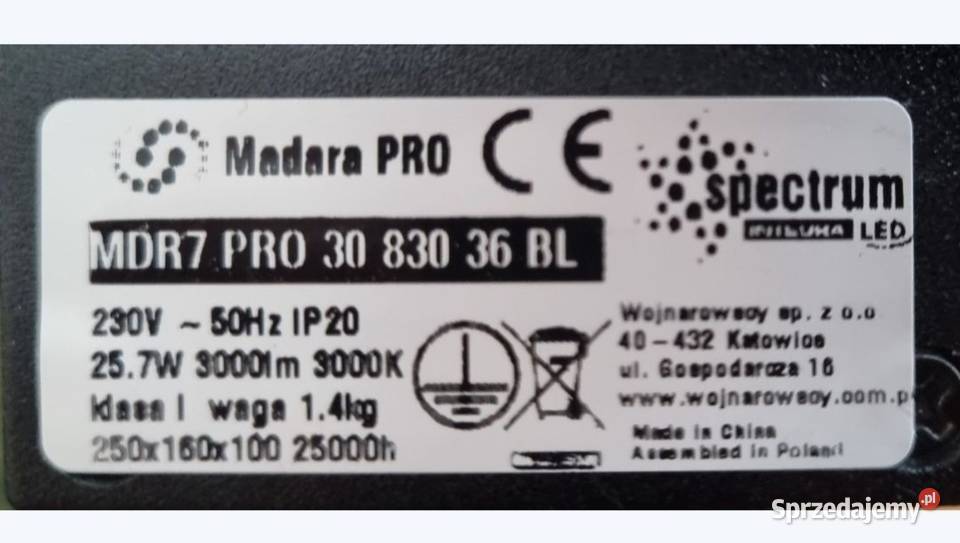 Madara PRO
CE
spectrum
LED
MDR7 PRO 30 830 36 BL
230V ~ 50Hz IP20
25.7W 3000lm 3000K
klasa I waga 1.4kg
250x160x100 25000h
Wojnarowscy sp. z o.o
40-432 Katowice
ul. Gospodarcza 16
www.wojnarowscy.com.p
Made in China
Assembled in Poland
Sprzedajemy.pl